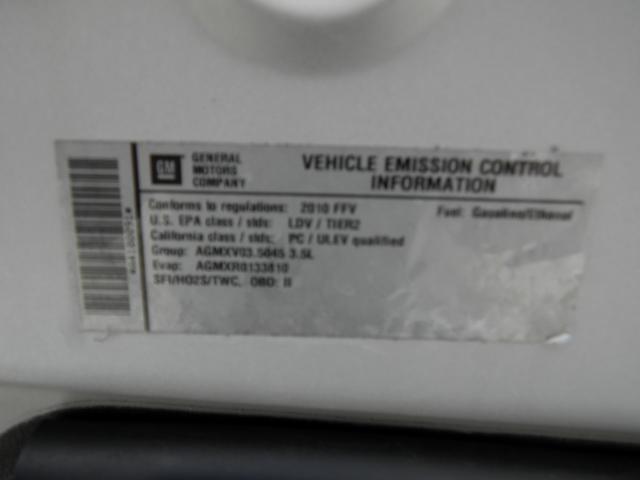 GM GENERAL MOTORS COMPANY
VEHICLE EMISSION CONTROL INFORMATION
Conforms to regulations: 2010 FFV Fuel: Gasoline/Ethanol
U.S. EPA class / stds: LDV / TIER2
California class / stds: PC / ULEV qualified
Group: AGMXV03.5045 3.5L
Evap: AGMXR0133810
SFI/HO2S/TWC, OBD: II